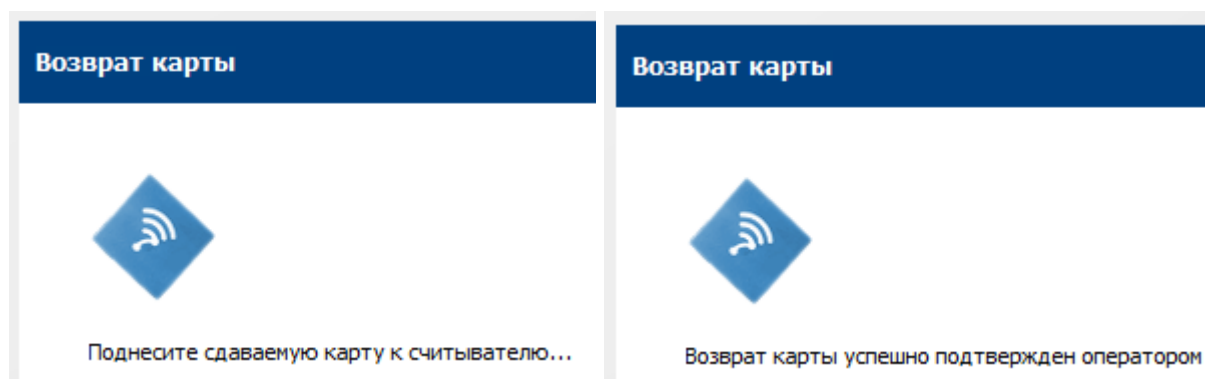 Возврат карты
Поднесите сдаваемую карту к считывателю...
Возврат карты
Возврат карты успешно подтвержден оператором